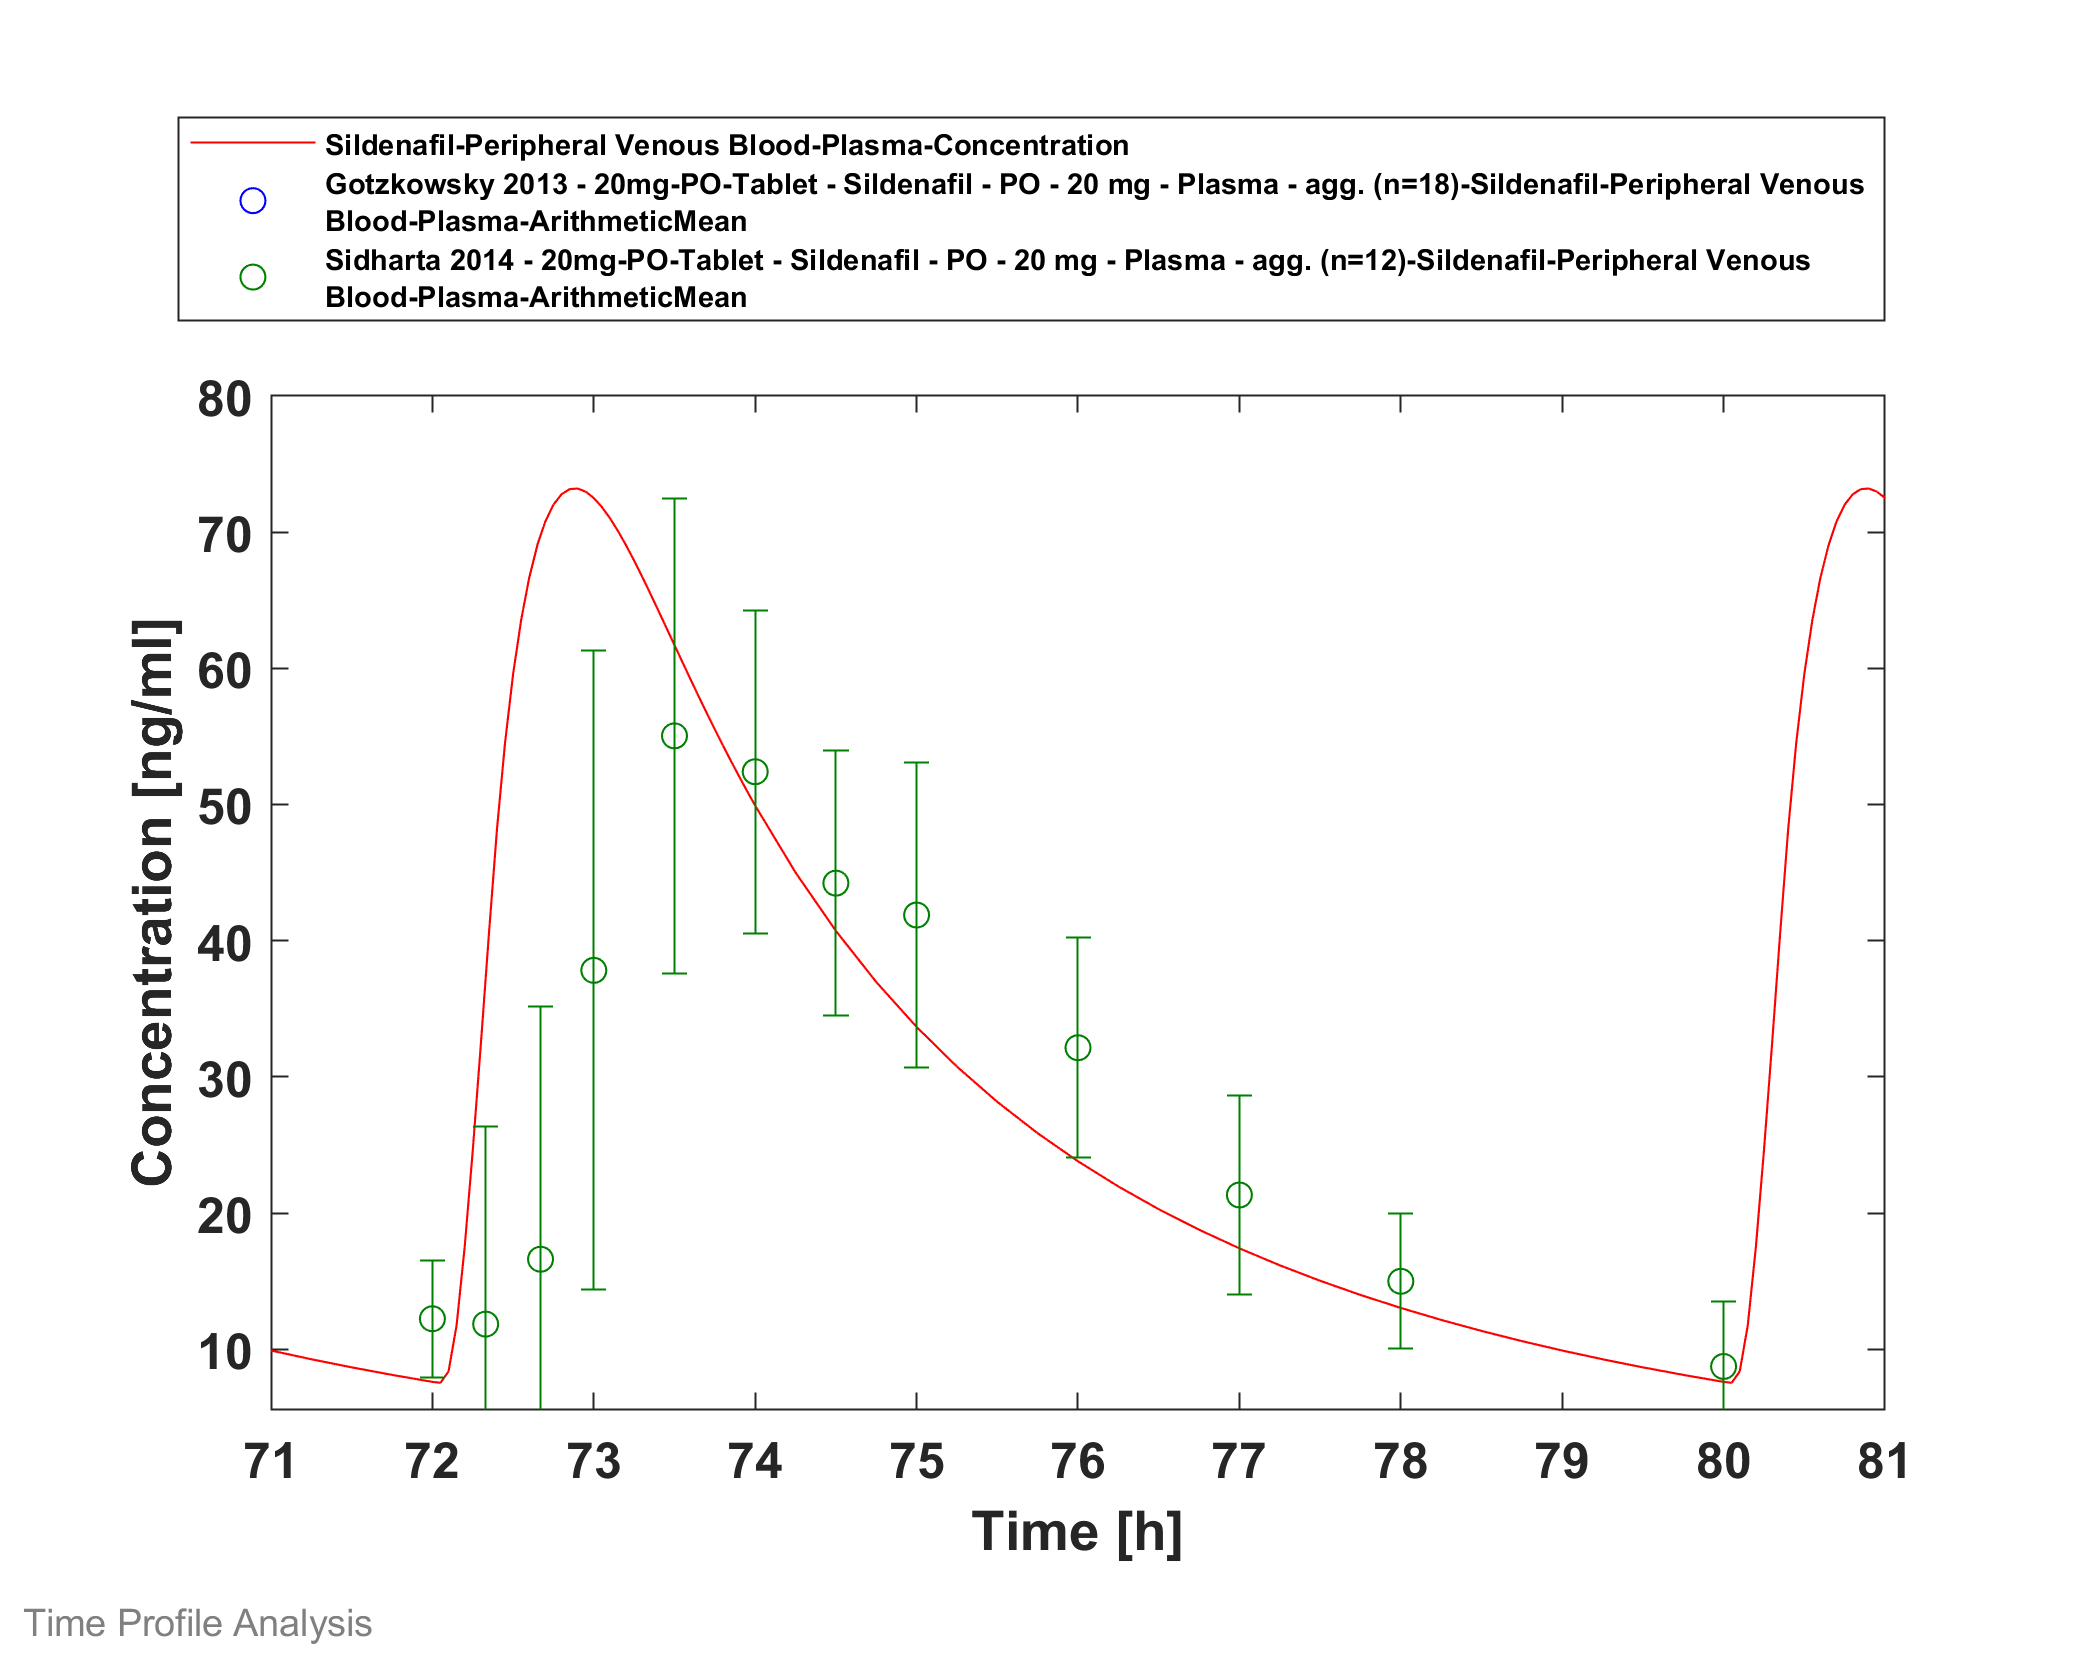 Sildenafil-Peripheral Venous Blood-Plasma-Concentration
Gotzkowsky 2013 - 20mg-PO-Tablet - Sildenafil - PO - 20 mg - Plasma - agg. (n=18)-Sildenafil-Peripheral Venous
Blood-Plasma-ArithmeticMean
Sidharta 2014 - 20mg-PO-Tablet - Sildenafil - PO - 20 mg - Plasma - agg. (n=12)-Sildenafil-Peripheral Venous
Blood-Plasma-ArithmeticMean
Concentration [ng/ml]
80
70
60
50
40
30
20
10
71 72 73 74 75 76 77 78 79 80 81
Time [h]
Time Profile Analysis